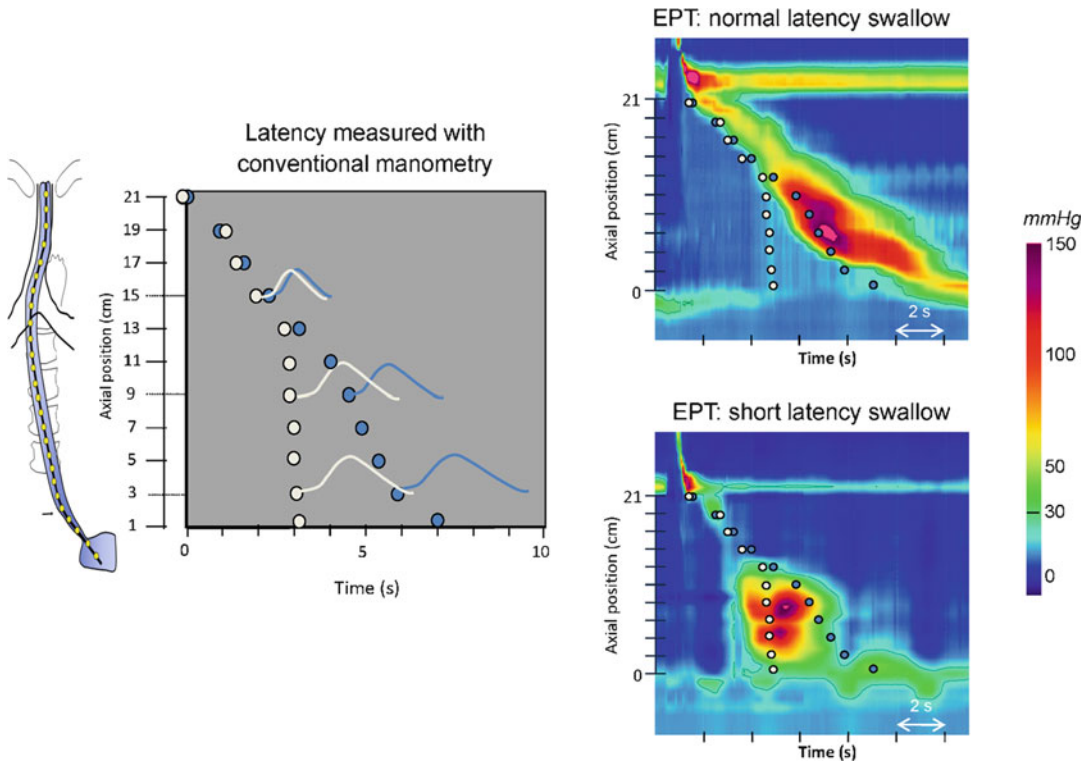 Latency measured with
conventional manometry
Axial position (cm)
21
19
17
15
13
11
9
7
5
3
1
0
5
10
Time (s)
EPT: normal latency swallow
Axial position (cm)
21
0
2 s
Time (s)
EPT: short latency swallow
Axial position (cm)
21
0
2 s
Time (s)
mmHg
150
100
50
30
0